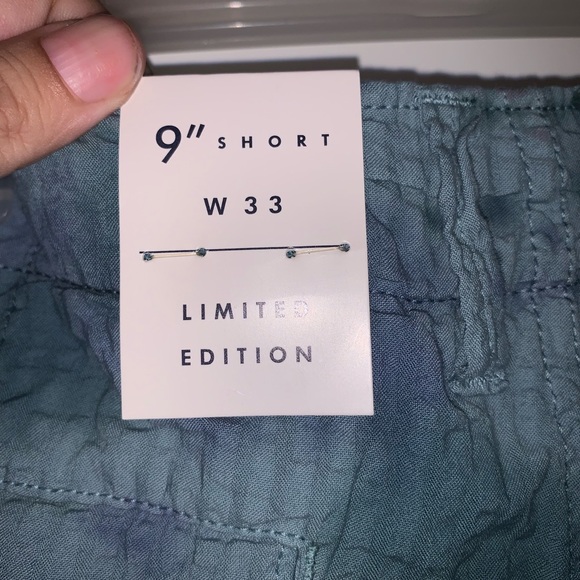 9" SHORT
W 33
LIMITED
EDITION